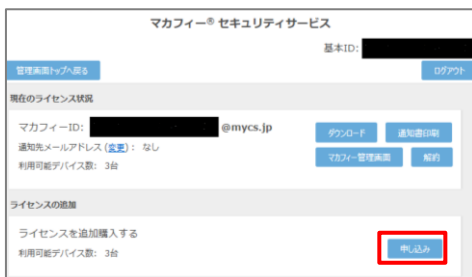 マカフィー® セキュリティサービス
基本ID:
管理画面トップへ戻る
ログアウト
現在のライセンス状況
マカフィーID: @mycs.jp
通知先メールアドレス (変更) : なし
利用可能デバイス数: 3台
ダウンロード 通知書印刷
マカフィー管理画面 解約
ライセンスの追加
ライセンスを追加購入する
利用可能デバイス数: 3台
申し込み